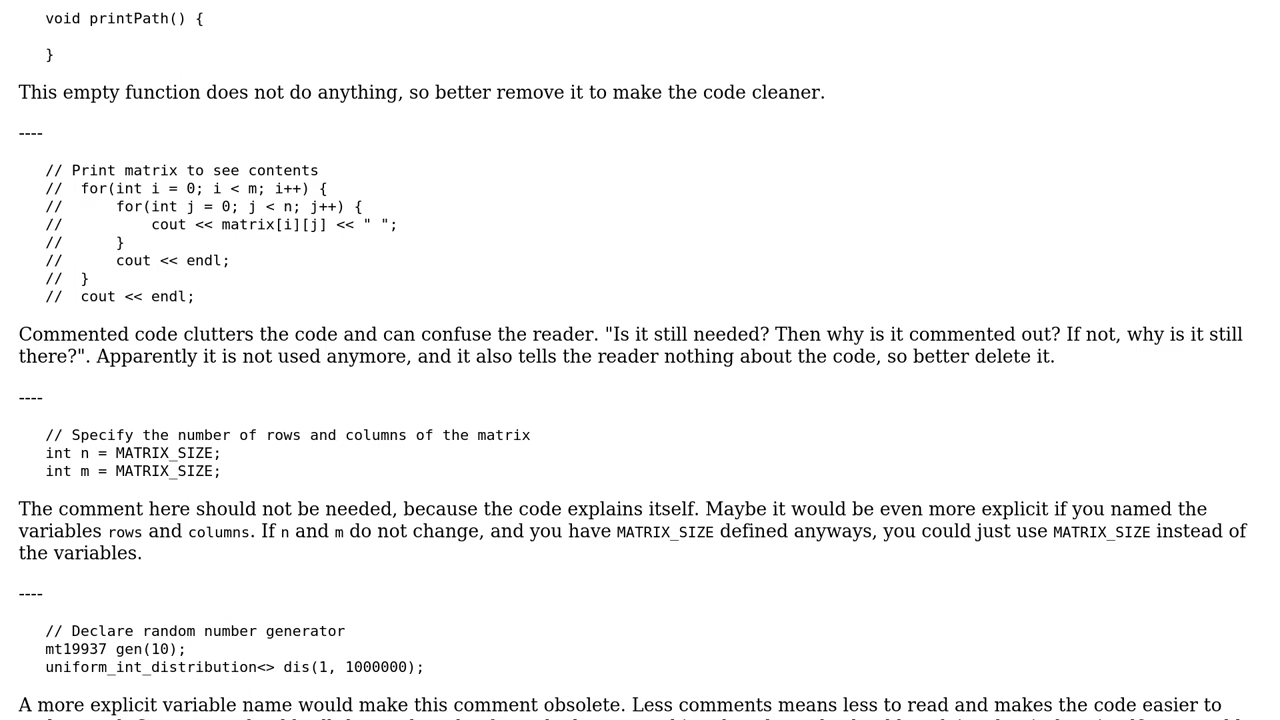 void printPath() {
}
This empty function does not do anything, so better remove it to make the code cleaner.
----
// Print matrix to see contents
//  for(int i = 0; i < m; i++) {
//      for(int j = 0; j < n; j++) {
//          cout << matrix[i][j] << " ";
//      }
//      cout << endl;
//  }
//  cout << endl;
Commented code clutters the code and can confuse the reader. "Is it still needed? Then why is it commented out? If not, why is it still
there?". Apparently it is not used anymore, and it also tells the reader nothing about the code, so better delete it.
----
// Specify the number of rows and columns of the matrix
int n = MATRIX_SIZE;
int m = MATRIX_SIZE;
The comment here should not be needed, because the code explains itself. Maybe it would be even more explicit if you named the
variables rows and columns. If n and m do not change, and you have MATRIX_SIZE defined anyways, you could just use MATRIX_SIZE instead of
the variables.
----
// Declare random number generator
mt19937 gen(10);
uniform_int_distribution<> dis(1, 1000000);
A more explicit variable name would make this comment obsolete. Less comments means less to read and makes the code easier to